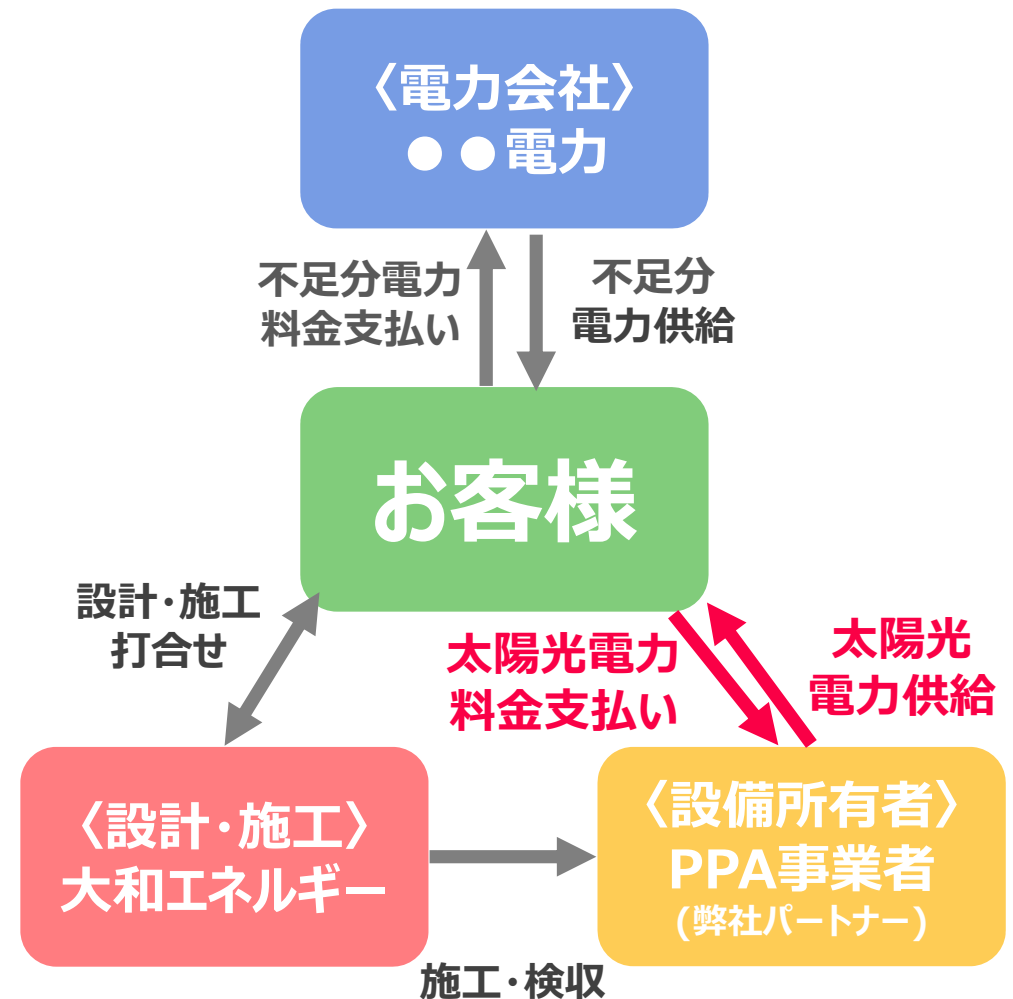 〈電力会社〉
●●電力
不足分電力
料金支払い
不足分
電力供給
お客様
設計・施工
打合せ
太陽光電力
料金支払い
太陽光
電力供給
〈設計・施工〉
大和エネルギー
〈設備所有者〉
PPA事業者
(弊社パートナー)
施工・検収